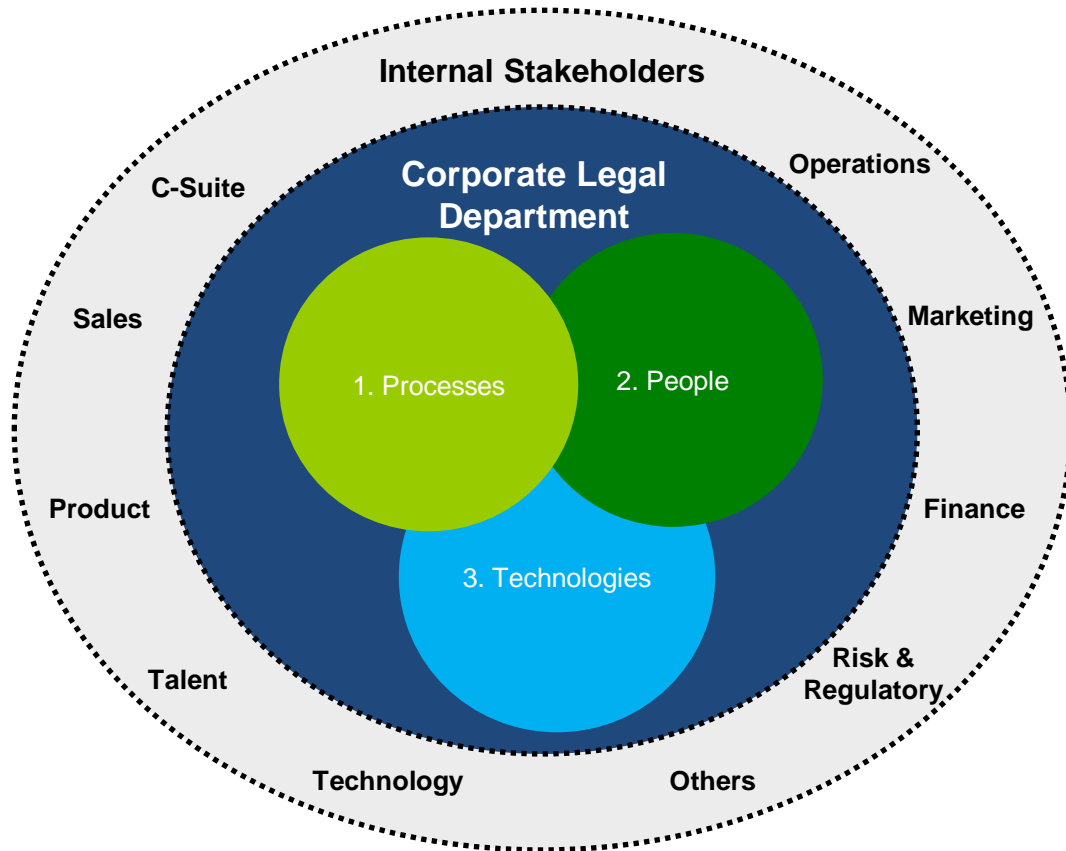 Internal Stakeholders
Corporate Legal
Department
C-Suite
Operations
Sales
Marketing
1. Processes
2. People
Product
Finance
3. Technologies
Talent
Risk &
Regulatory
Technology
Others